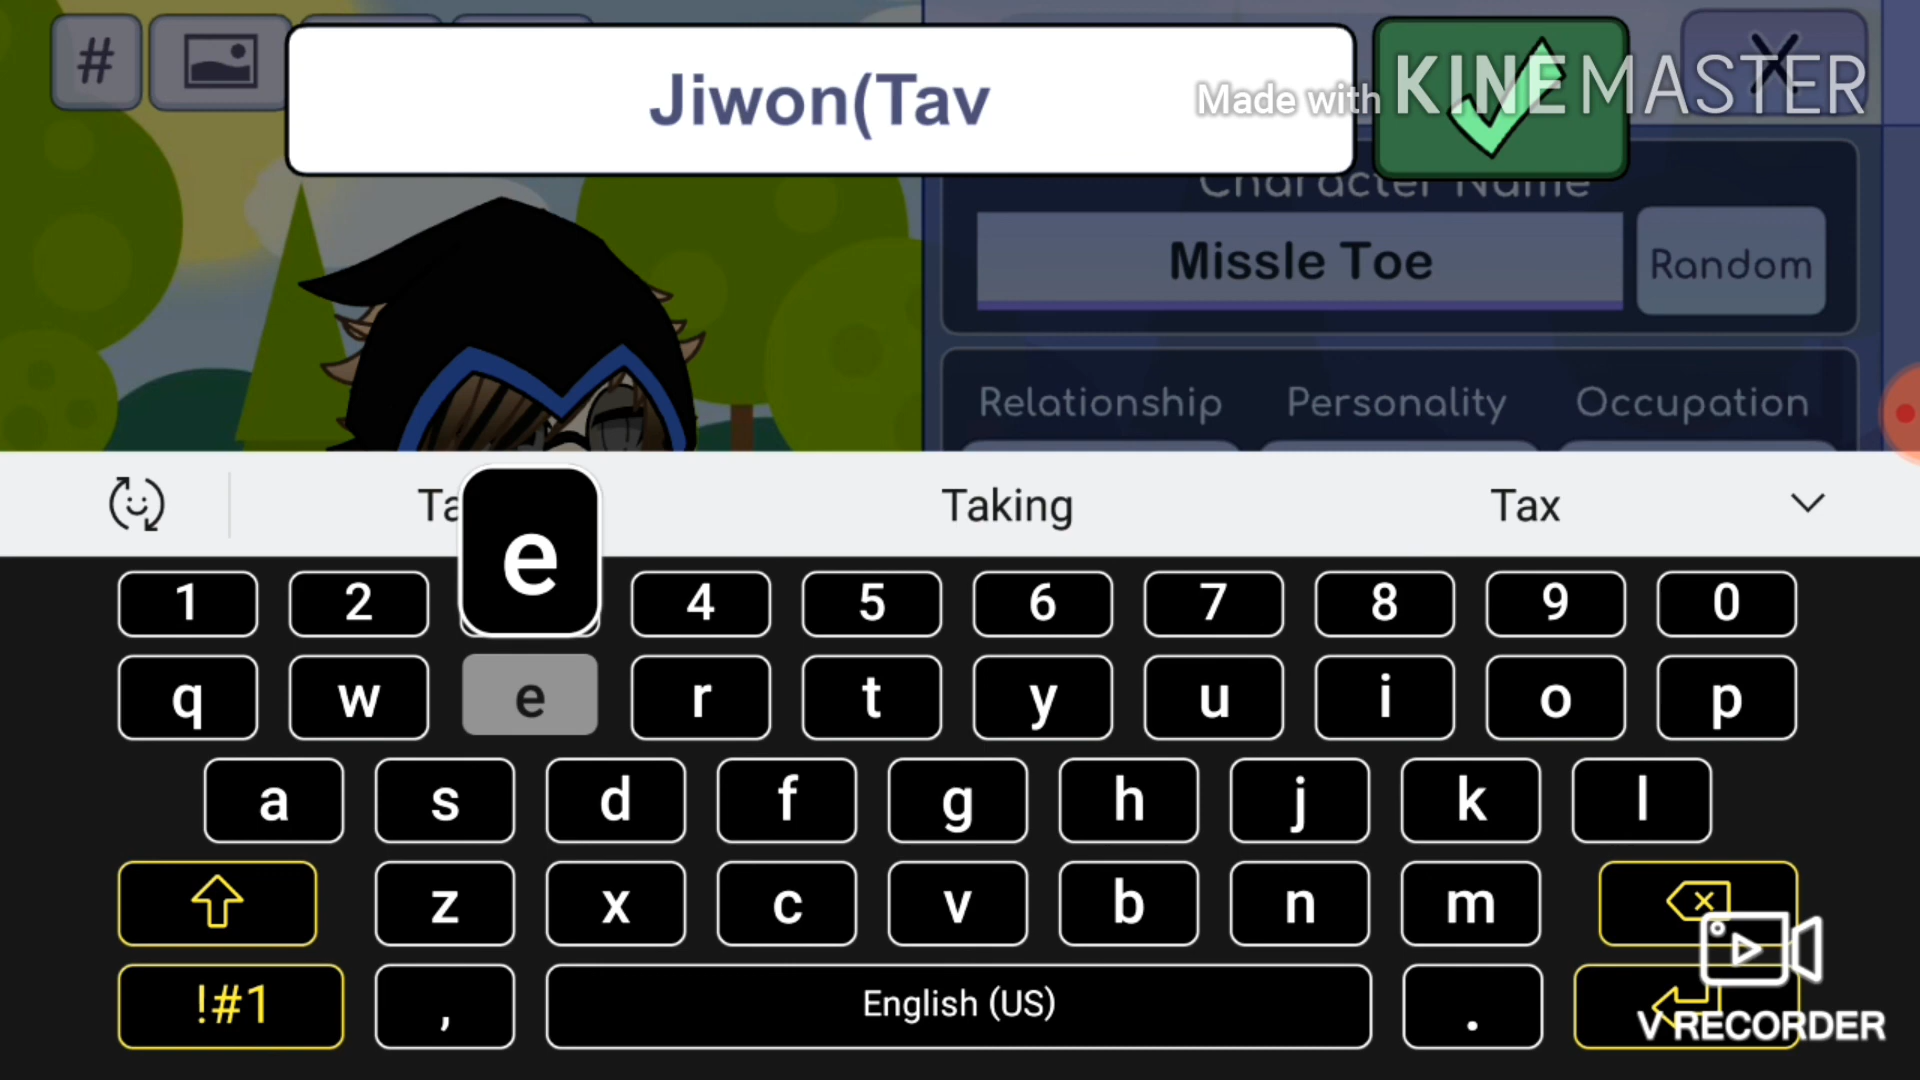 #
Jiwon(Tav
Made with KINEMASTER
X
Character Name
Missle Toe
Random
Relationship Personality Occupation
Taking Tax
e
1 2 4 5 6 7 8 9 0
q w e r t y u i o p
a s d f g h j k l
z x c v b n m
!#1 , English (US) .
V RECORDER